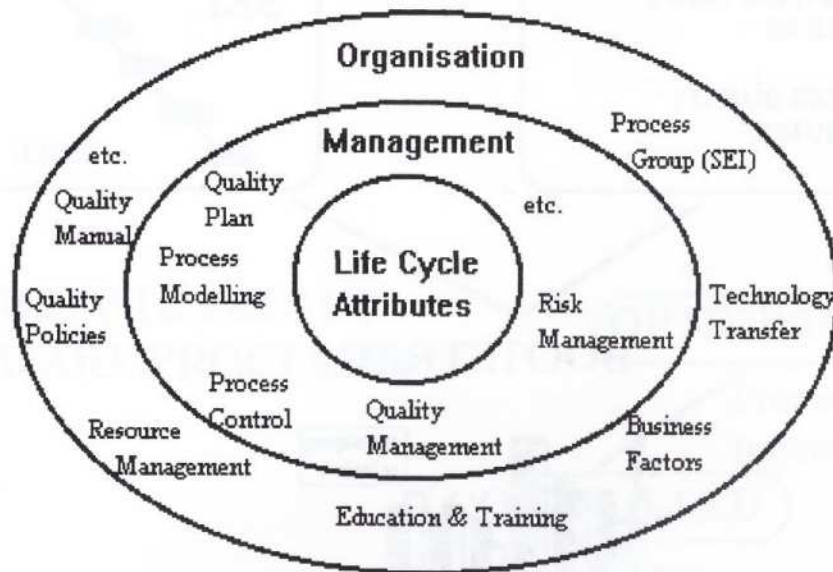 Organisation
Process
Group (SEI)
Management
etc.
Quality
Plan
etc.
Quality
Manual
Process
Modelling
Life Cycle
Attributes
Risk
Management
Quality
Policies
Technology
Transfer
Process
Control
Quality
Management
Resource
Management
Business
Factors
Education & Training